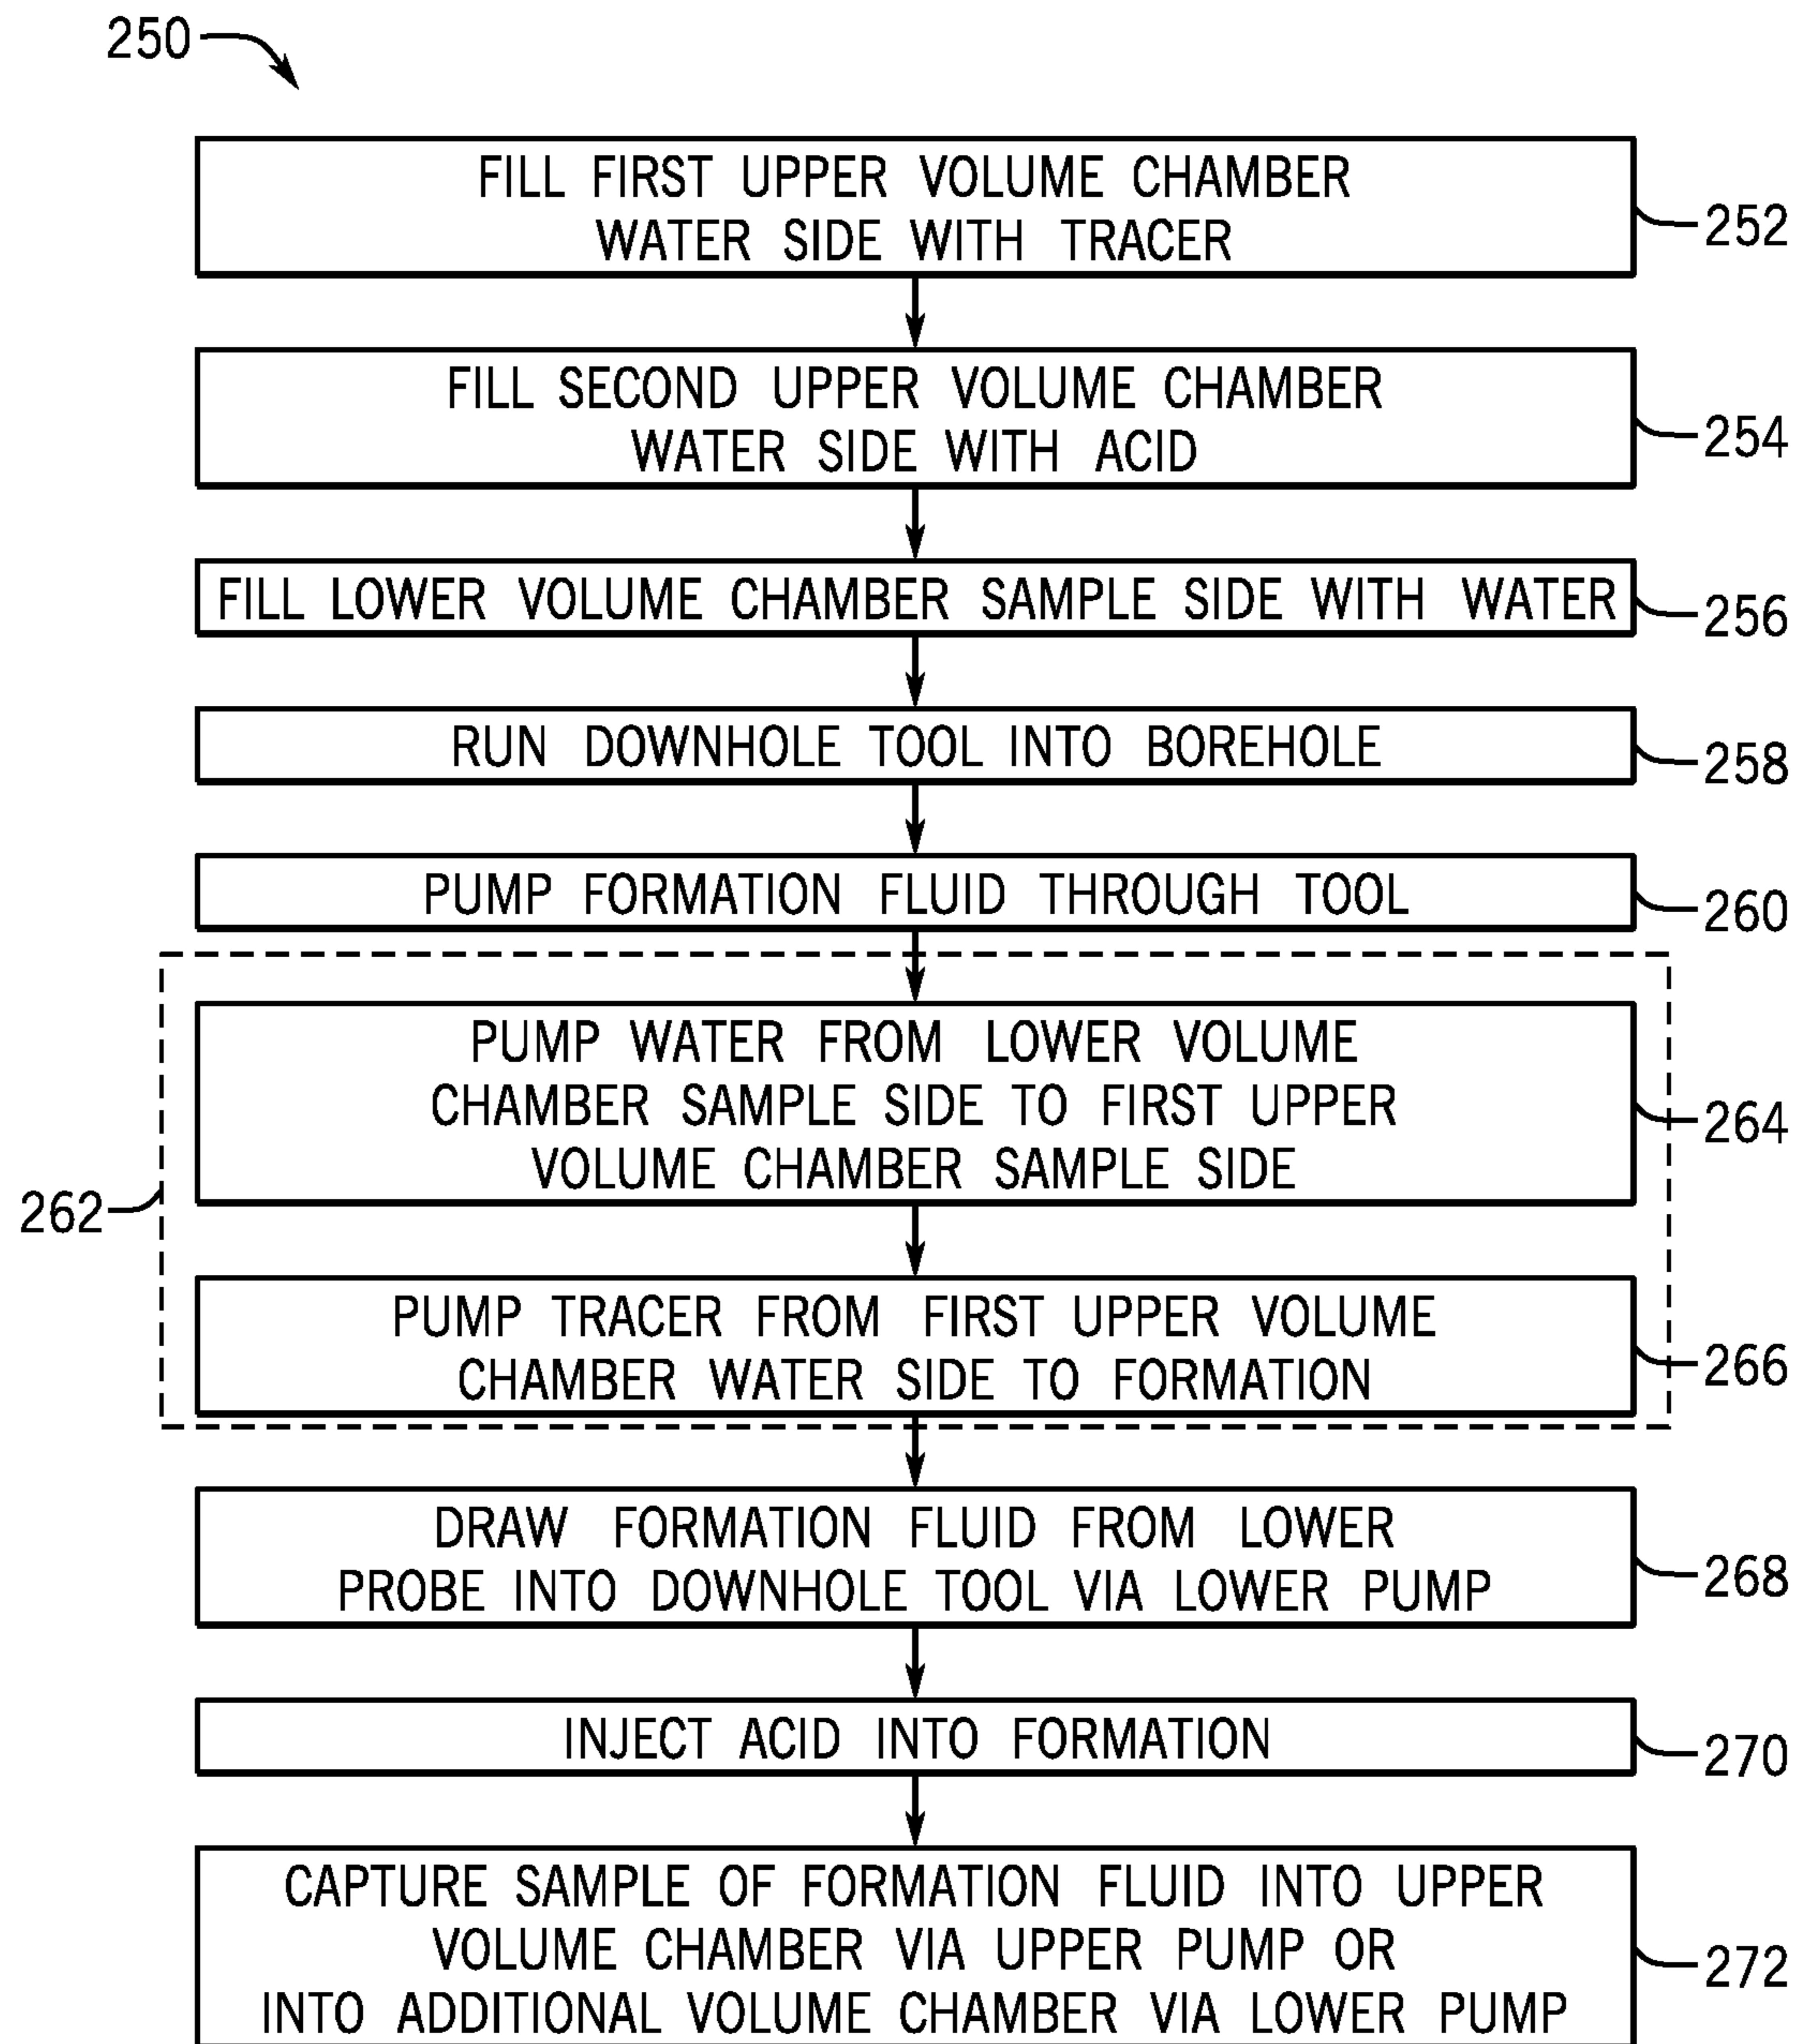 250
FILL FIRST UPPER VOLUME CHAMBER
WATER SIDE WITH TRACER
252
FILL SECOND UPPER VOLUME CHAMBER
WATER SIDE WITH ACID
254
FILL LOWER VOLUME CHAMBER SAMPLE SIDE WITH WATER
256
RUN DOWNHOLE TOOL INTO BOREHOLE
258
PUMP FORMATION FLUID THROUGH TOOL
260
262
PUMP WATER FROM LOWER VOLUME
CHAMBER SAMPLE SIDE TO FIRST UPPER
VOLUME CHAMBER SAMPLE SIDE
264
PUMP TRACER FROM FIRST UPPER VOLUME
CHAMBER WATER SIDE TO FORMATION
266
DRAW FORMATION FLUID FROM LOWER
PROBE INTO DOWNHOLE TOOL VIA LOWER PUMP
268
INJECT ACID INTO FORMATION
270
CAPTURE SAMPLE OF FORMATION FLUID INTO UPPER
VOLUME CHAMBER VIA UPPER PUMP OR
INTO ADDITIONAL VOLUME CHAMBER VIA LOWER PUMP
272